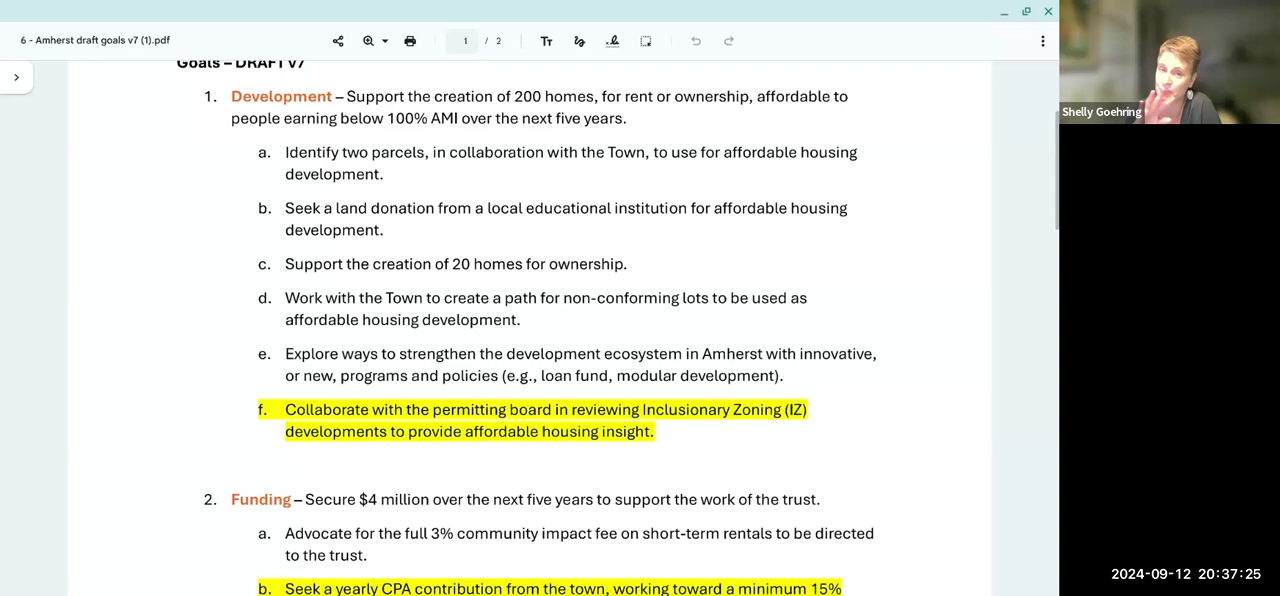 6 - Amherst draft goals v7 (1).pdf
1 / 2
Goals – DRAFT v7
1. Development – Support the creation of 200 homes, for rent or ownership, affordable to
people earning below 100% AMI over the next five years.
a. Identify two parcels, in collaboration with the Town, to use for affordable housing
development.
b. Seek a land donation from a local educational institution for affordable housing
development.
c. Support the creation of 20 homes for ownership.
d. Work with the Town to create a path for non-conforming lots to be used as
affordable housing development.
e. Explore ways to strengthen the development ecosystem in Amherst with innovative,
or new, programs and policies (e.g., loan fund, modular development).
f. Collaborate with the permitting board in reviewing Inclusionary Zoning (IZ)
developments to provide affordable housing insight.
2. Funding – Secure $4 million over the next five years to support the work of the trust.
a. Advocate for the full 3% community impact fee on short-term rentals to be directed
to the trust.
b. Seek a yearly CPA contribution from the town, working toward a minimum 15%
Shelly Goehring
2024-09-12 20:37:25